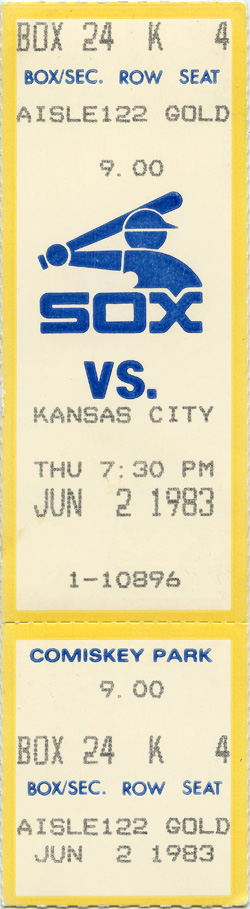 BOX 24 K 4
BOX/SEC. ROW SEAT
AISLE122 GOLD
9.00
SOX
VS.
KANSAS CITY
THU 7:30 PM
JUN 2 1983
1-10896
COMISKEY PARK
9.00
BOX 24 K 4
BOX/SEC. ROW SEAT
AISLE122 GOLD
JUN 2 1983